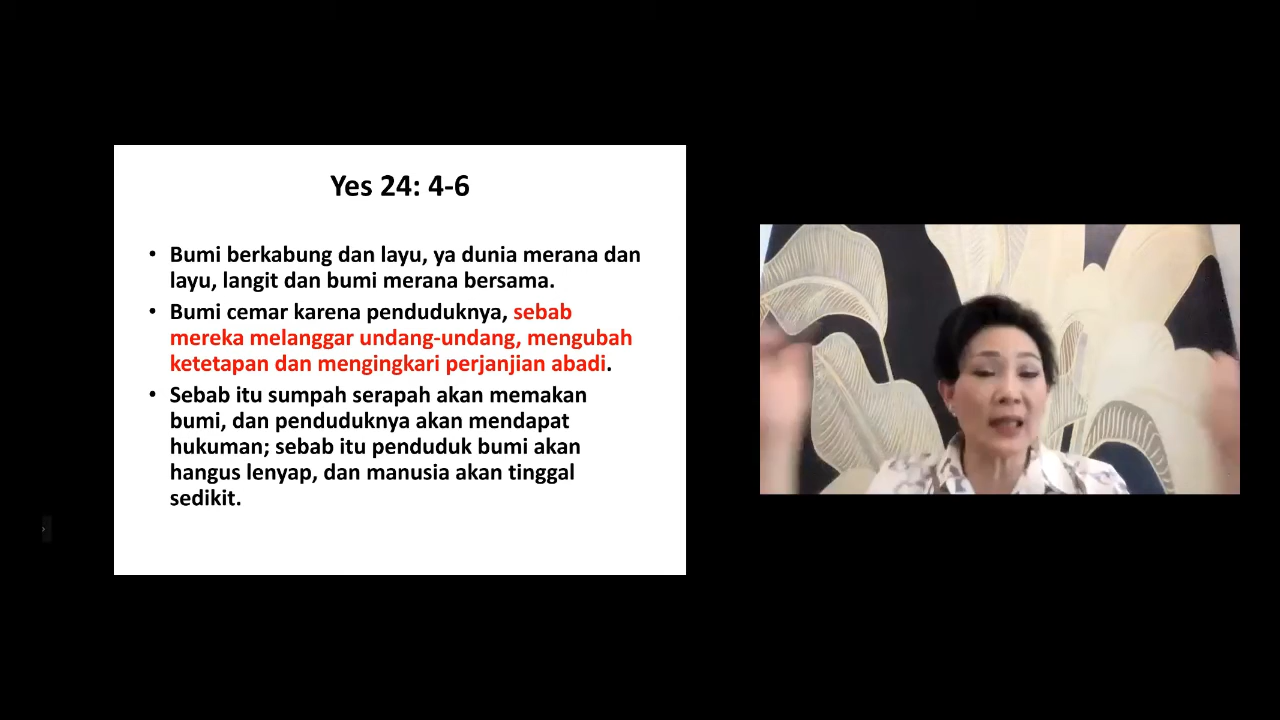 Yes 24: 4-6
• Bumi berkabung dan layu, ya dunia merana dan
layu, langit dan bumi merana bersama.
• Bumi cemar karena penduduknya, sebab
mereka melanggar undang-undang, mengubah
ketetapan dan mengingkari perjanjian abadi.
• Sebab itu sumpah serapah akan memakan
bumi, dan penduduknya akan mendapat
hukuman; sebab itu penduduk bumi akan
hangus lenyap, dan manusia akan tinggal
sedikit.